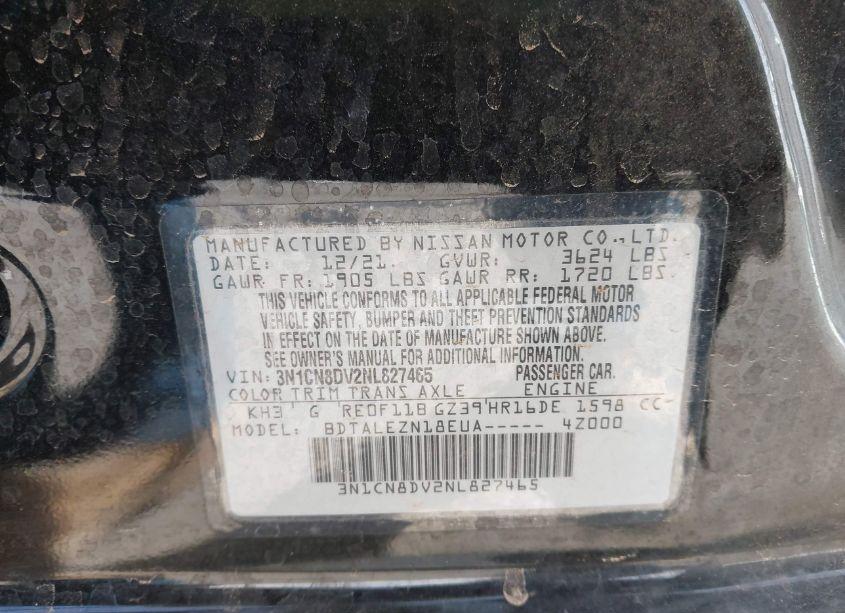 MANUFACTURED BY NISSAN MOTOR CO., LTD.
DATE: 12/21. GVWR: 3624 LBS
GAWR FR: 1905 LBS GAWR RR: 1720 LBS
THIS VEHICLE CONFORMS TO ALL APPLICABLE FEDERAL MOTOR
VEHICLE SAFETY, BUMPER AND THEFT PREVENTION STANDARDS
IN EFFECT ON THE DATE OF MANUFACTURE SHOWN ABOVE.
SEE OWNER'S MANUAL FOR ADDITIONAL INFORMATION.
VIN: 3N1CN8DV2NL827465 PASSENGER CAR.
COLOR TRIM TRANS AXLE ENGINE
KH3 G RE0F11B GZ39 HR16DE 1598 CC
MODEL: BDTALEZN18EUA----- 4Z000
3N1CN8DV2NL827465